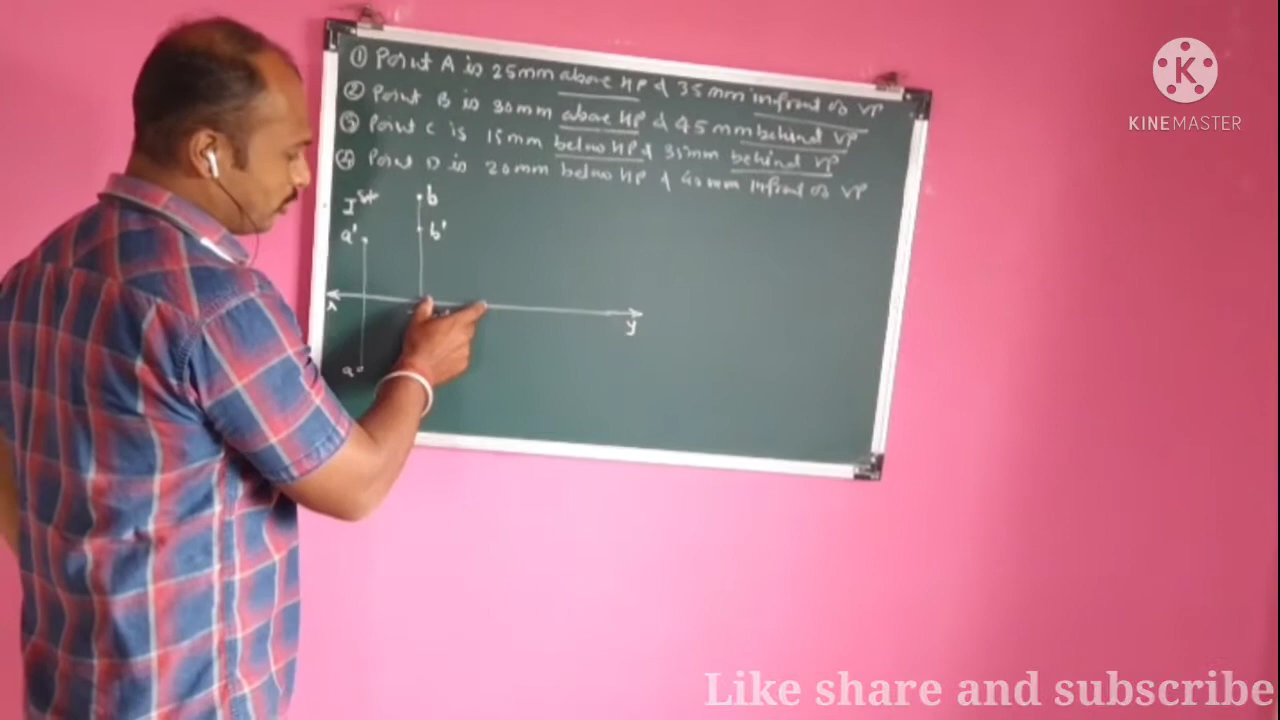 ① Point A is 25mm above HP & 35mm infront of VP
② Point B is 30mm above HP & 45mm behind VP
③ Point C is 15mm below HP & 35mm behind VP
④ Point D is 20mm below HP & 40mm infront of VP
Ist
b
a'
b'
x
y
a
K
KINEMASTER
Like share and subscribe